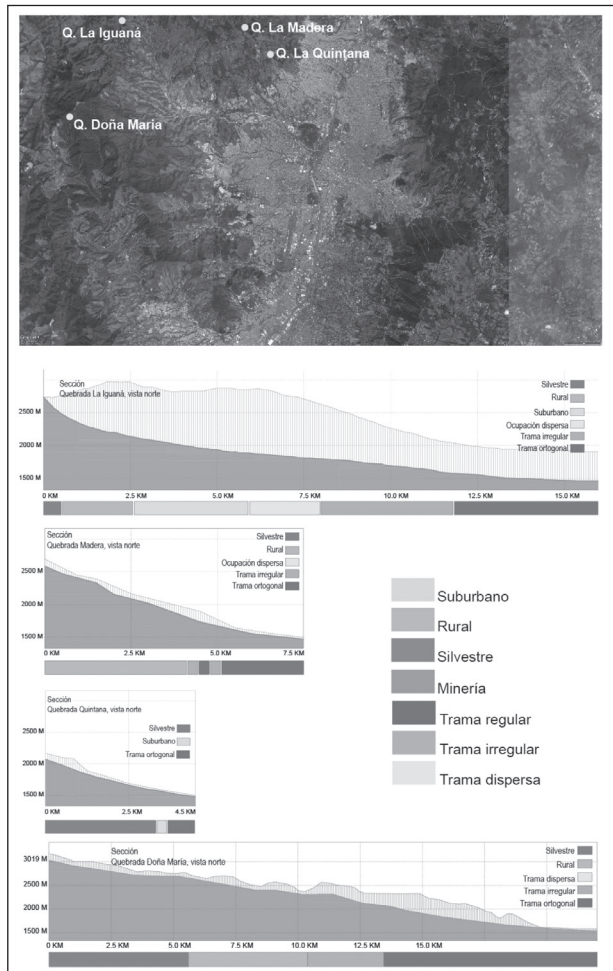 Q. La Iguaná
Q. La Madera
Q. La Quintana
Q. Doña Maria
Sección
Quebrada La Iguaná, vista norte
Silvestre
Rural
Suburbano
Ocupación dispersa
Trama irregular
Trama ortogonal
2500 M
2000 M
1500 M
0 KM 2.5 KM 5.0 KM 7.5 KM 10.0 KM 12.5 KM 15.0 KM
Sección
Quebrada Madera, vista norte
Silvestre
Rural
Ocupación dispersa
Trama irregular
Trama ortogonal
2500 M
2000 M
1500 M
0 KM 2.5 KM 5.0 KM 7.5 KM
Sección
Quebrada Quintana, vista norte
Silvestre
Suburbano
Trama ortogonal
2500 M
2000 M
1500 M
0 KM 2.5 KM 4.5 KM
Suburbano
Rural
Silvestre
Minería
Trama regular
Trama irregular
Trama dispersa
Sección
Quebrada Doña María, vista norte
Silvestre
Rural
Trama dispersa
Trama irregular
Trama ortogonal
3019 M
2500 M
2000 M
1500 M
0 KM 2.5 KM 5.0 KM 7.5 KM 10.0 KM 12.5 KM 15.0 KM